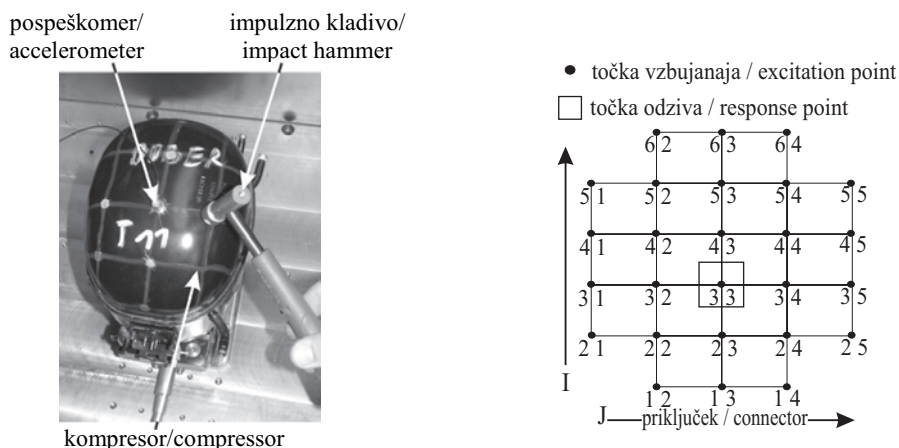 pospeškomer/
accelerometer
impulzno kladivo/
impact hammer
DOBER
T11
kompresor/compressor
točka vzbujanaja / excitation point
točka odziva / response point
6 2 6 3 6 4
5 1 5 2 5 3 5 4 5 5
4 1 4 2 4 3 4 4 4 5
3 1 3 2 3 3 3 4 3 5
2 1 2 2 2 3 2 4 2 5
1 2 1 3 1 4
I
J priključek / connector